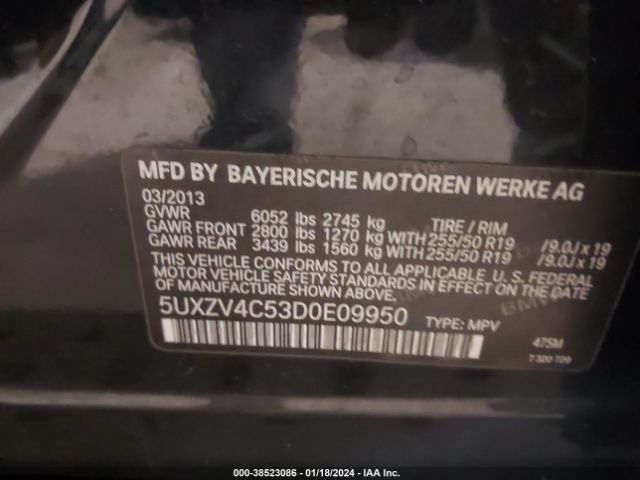 MFD BY BAYERISCHE MOTOREN WERKE AG
03/2013
GVWR 6052 lbs 2745 kg TIRE / RIM
GAWR FRONT 2800 lbs 1270 kg WITH 255/50 R19 /9.0J x 19
GAWR REAR 3439 lbs 1560 kg WITH 255/50 R19 /9.0J x 19
THIS VEHICLE CONFORMS TO ALL APPLICABLE U. S. FEDERAL
MOTOR VEHICLE SAFETY STANDARDS IN EFFECT ON THE DATE OF
MANUFACTURE SHOWN ABOVE.
5UXZV4C53D0E09950 TYPE: MPV
475M
7 320 729
000-38523086 - 01/18/2024 - IAA Inc.